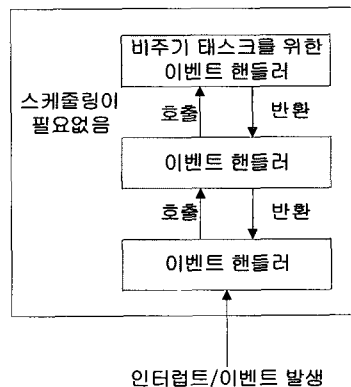 비주기 태스크를 위한
이벤트 핸들러
스케줄링이
필요없음
호출
반환
이벤트 핸들러
호출
반환
이벤트 핸들러
인터럽트/이벤트 발생